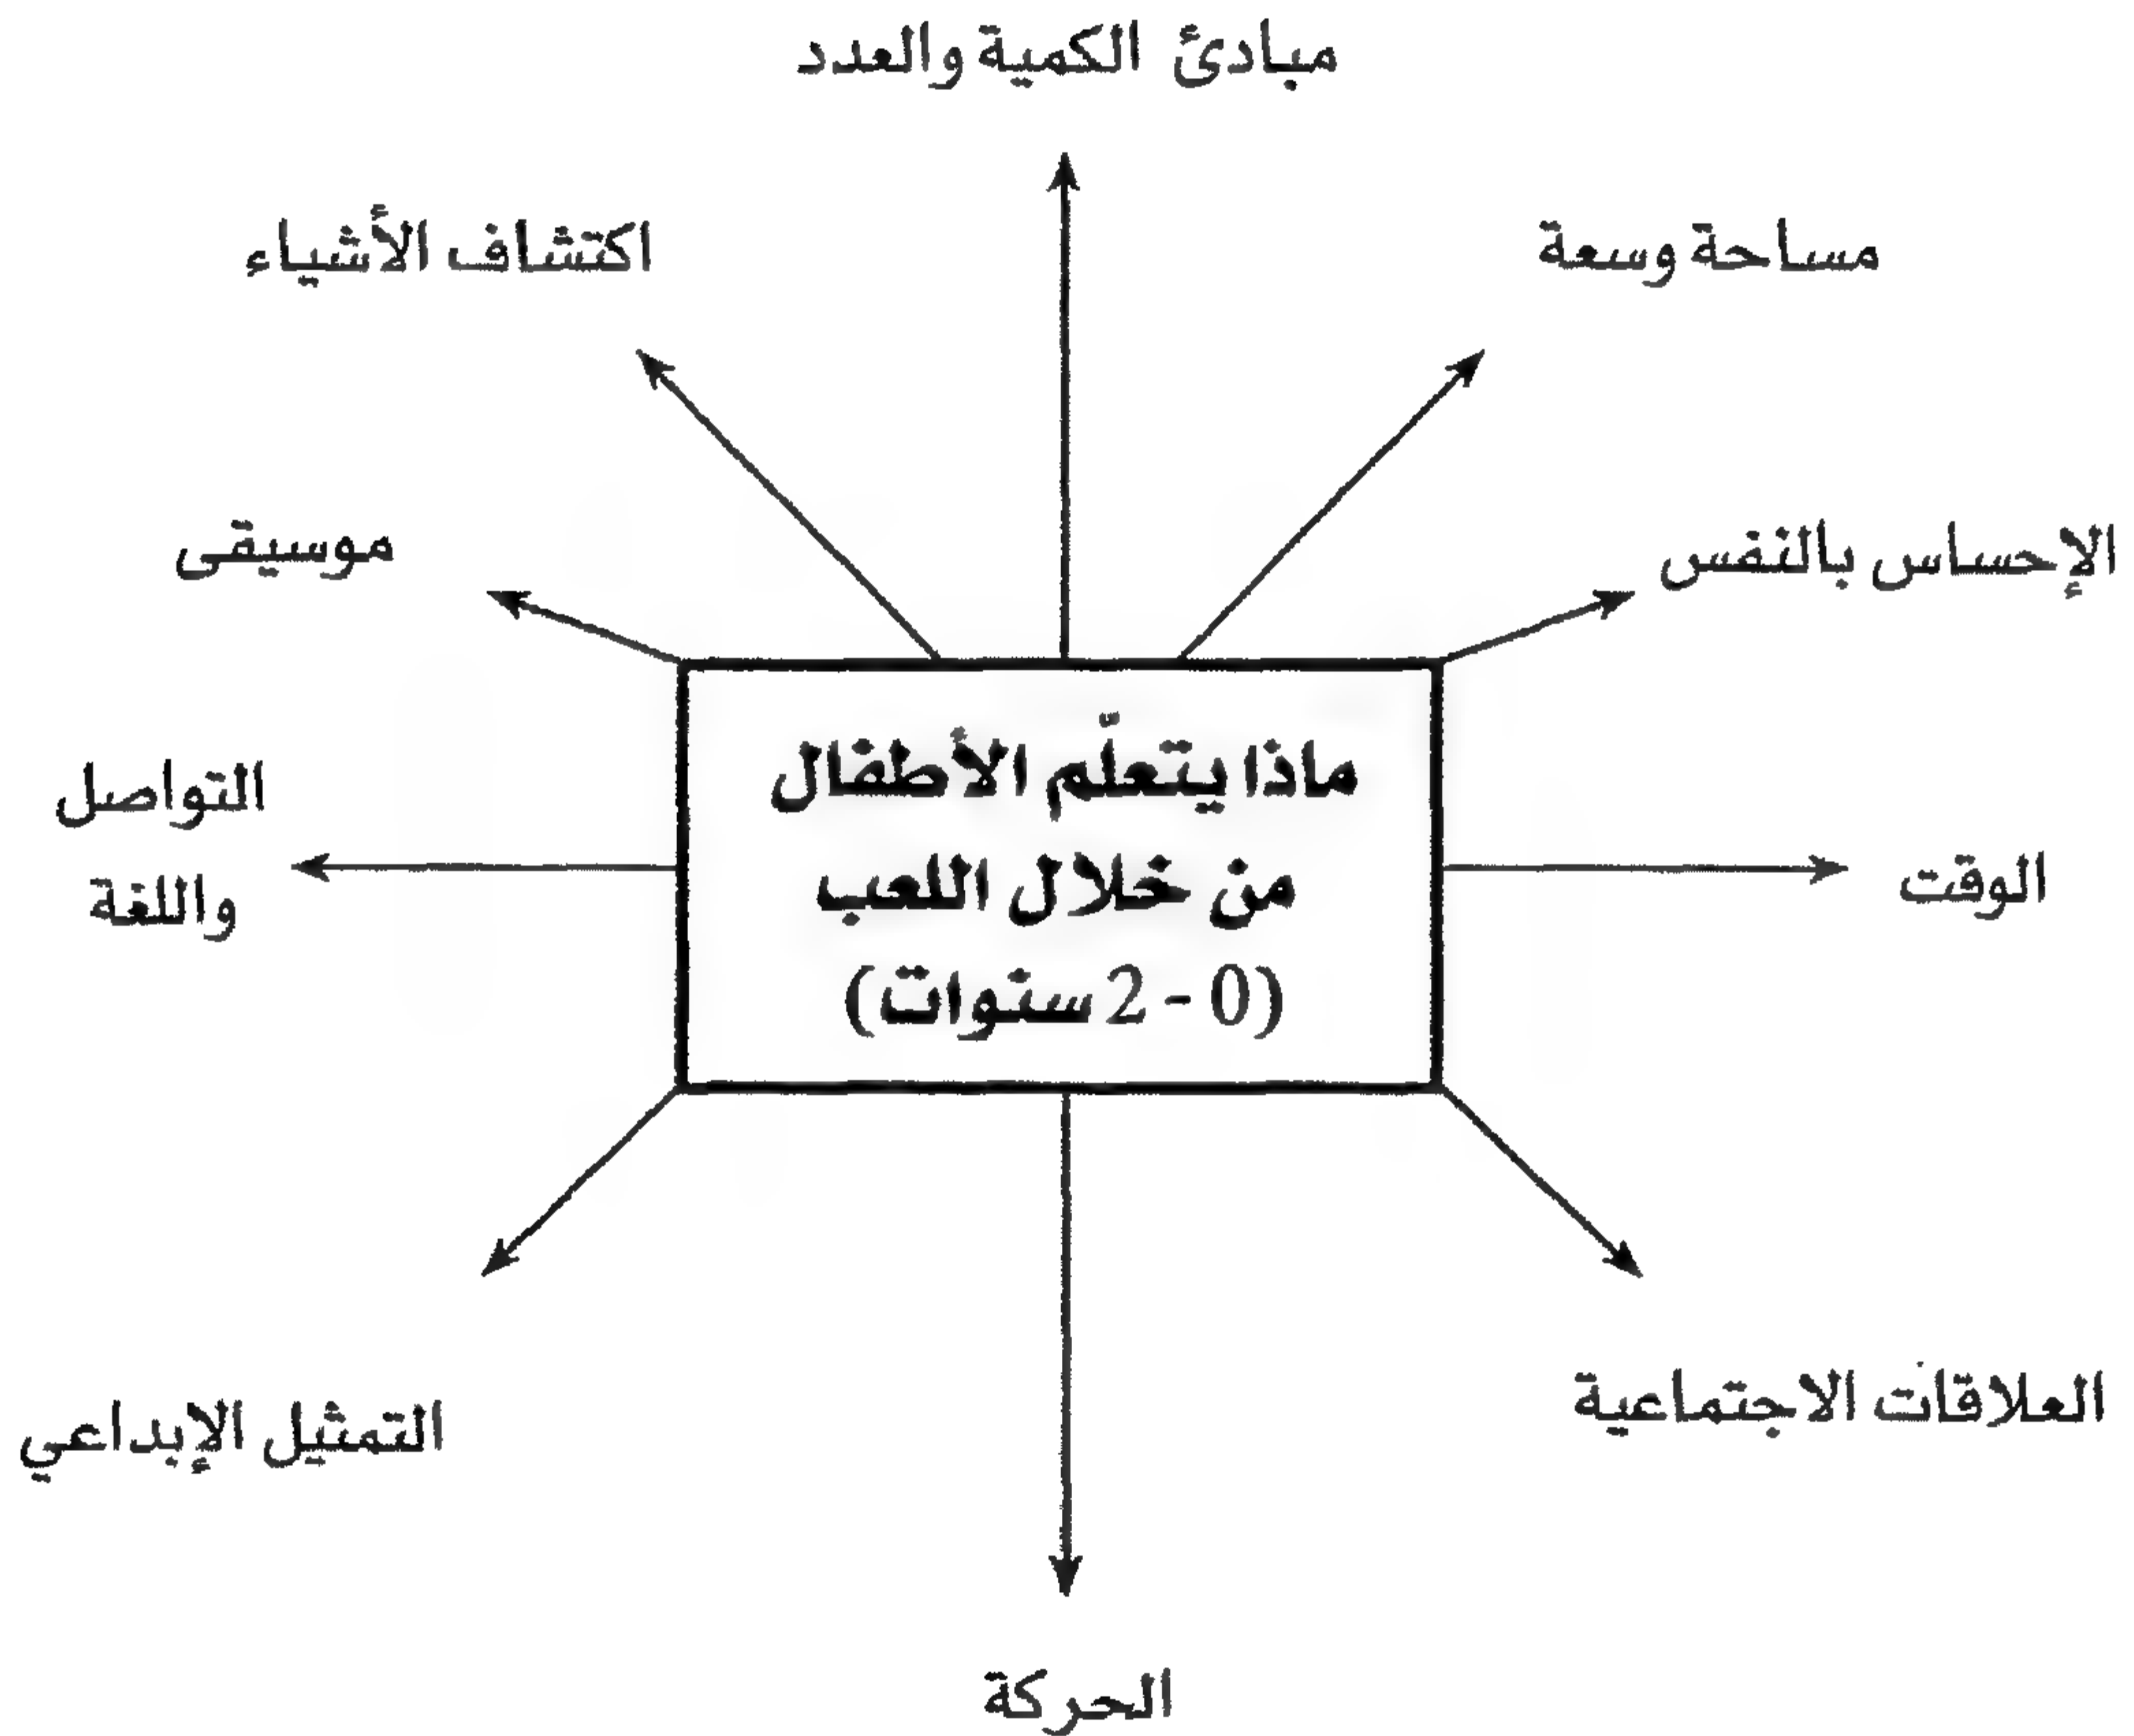 مبادئ الكمية والعدد
مساحة وسعة
اكتشاف الأشياء
الإحساس بالنفس
موسيقى
ماذا يتعلّم الأطفال
من خلال اللعب
(0 - 2 سنوات)
الوقت
التواصل
واللغة
العلاقات الاجتماعية
التمثيل الإبداعي
الحركة